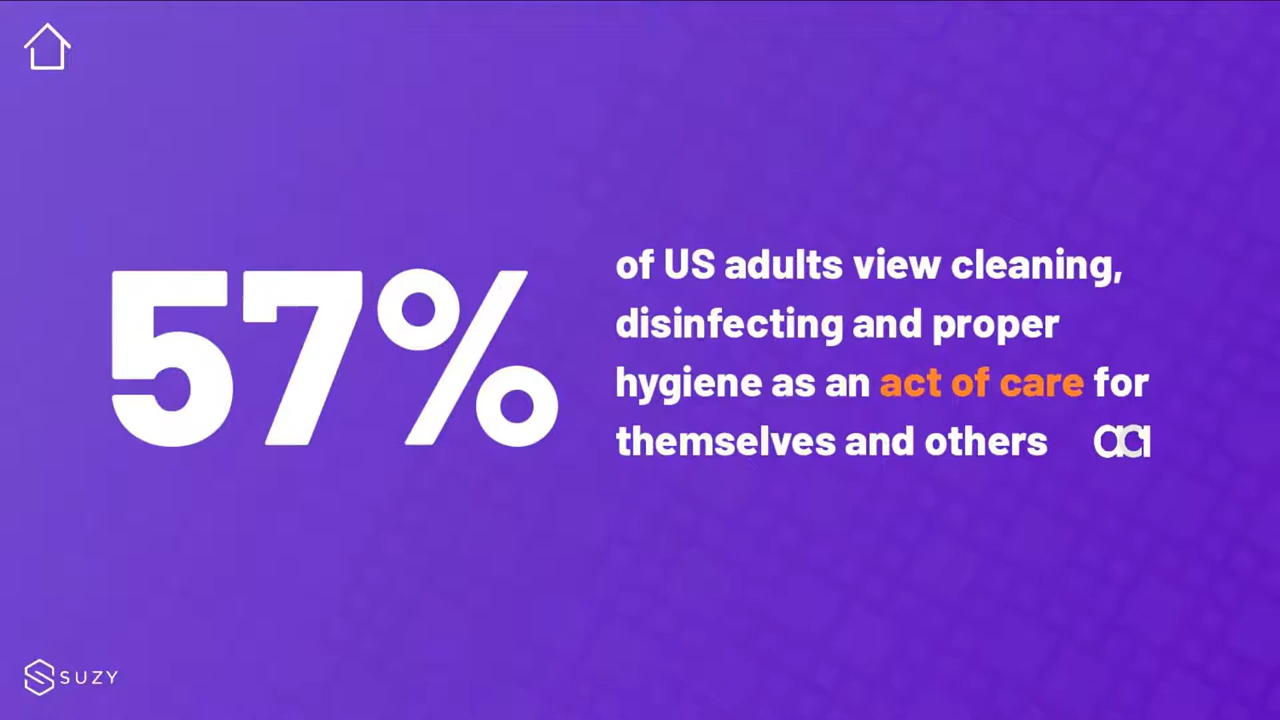 57%
of US adults view cleaning,
disinfecting and proper
hygiene as an act of care for
themselves and others
aci
SUZY